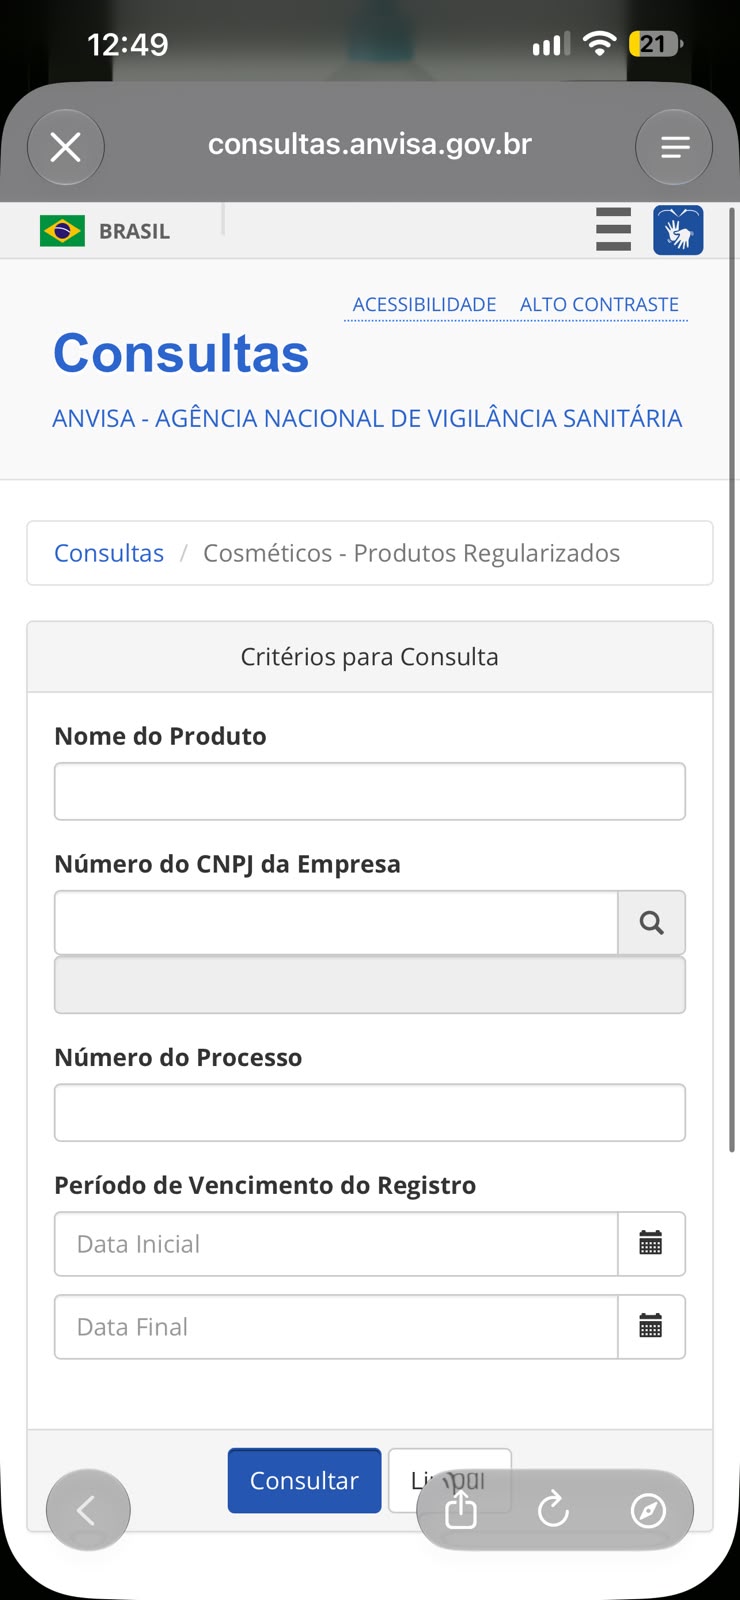 12:49
21
consultas.anvisa.gov.br
BRASIL
ACESSIBILIDADE ALTO CONTRASTE
Consultas
ANVISA - AGÊNCIA NACIONAL DE VIGILÂNCIA SANITÁRIA
Consultas / Cosméticos - Produtos Regularizados
Critérios para Consulta
Nome do Produto
Número do CNPJ da Empresa
Número do Processo
Período de Vencimento do Registro
Data Inicial
Data Final
Consultar Limpar